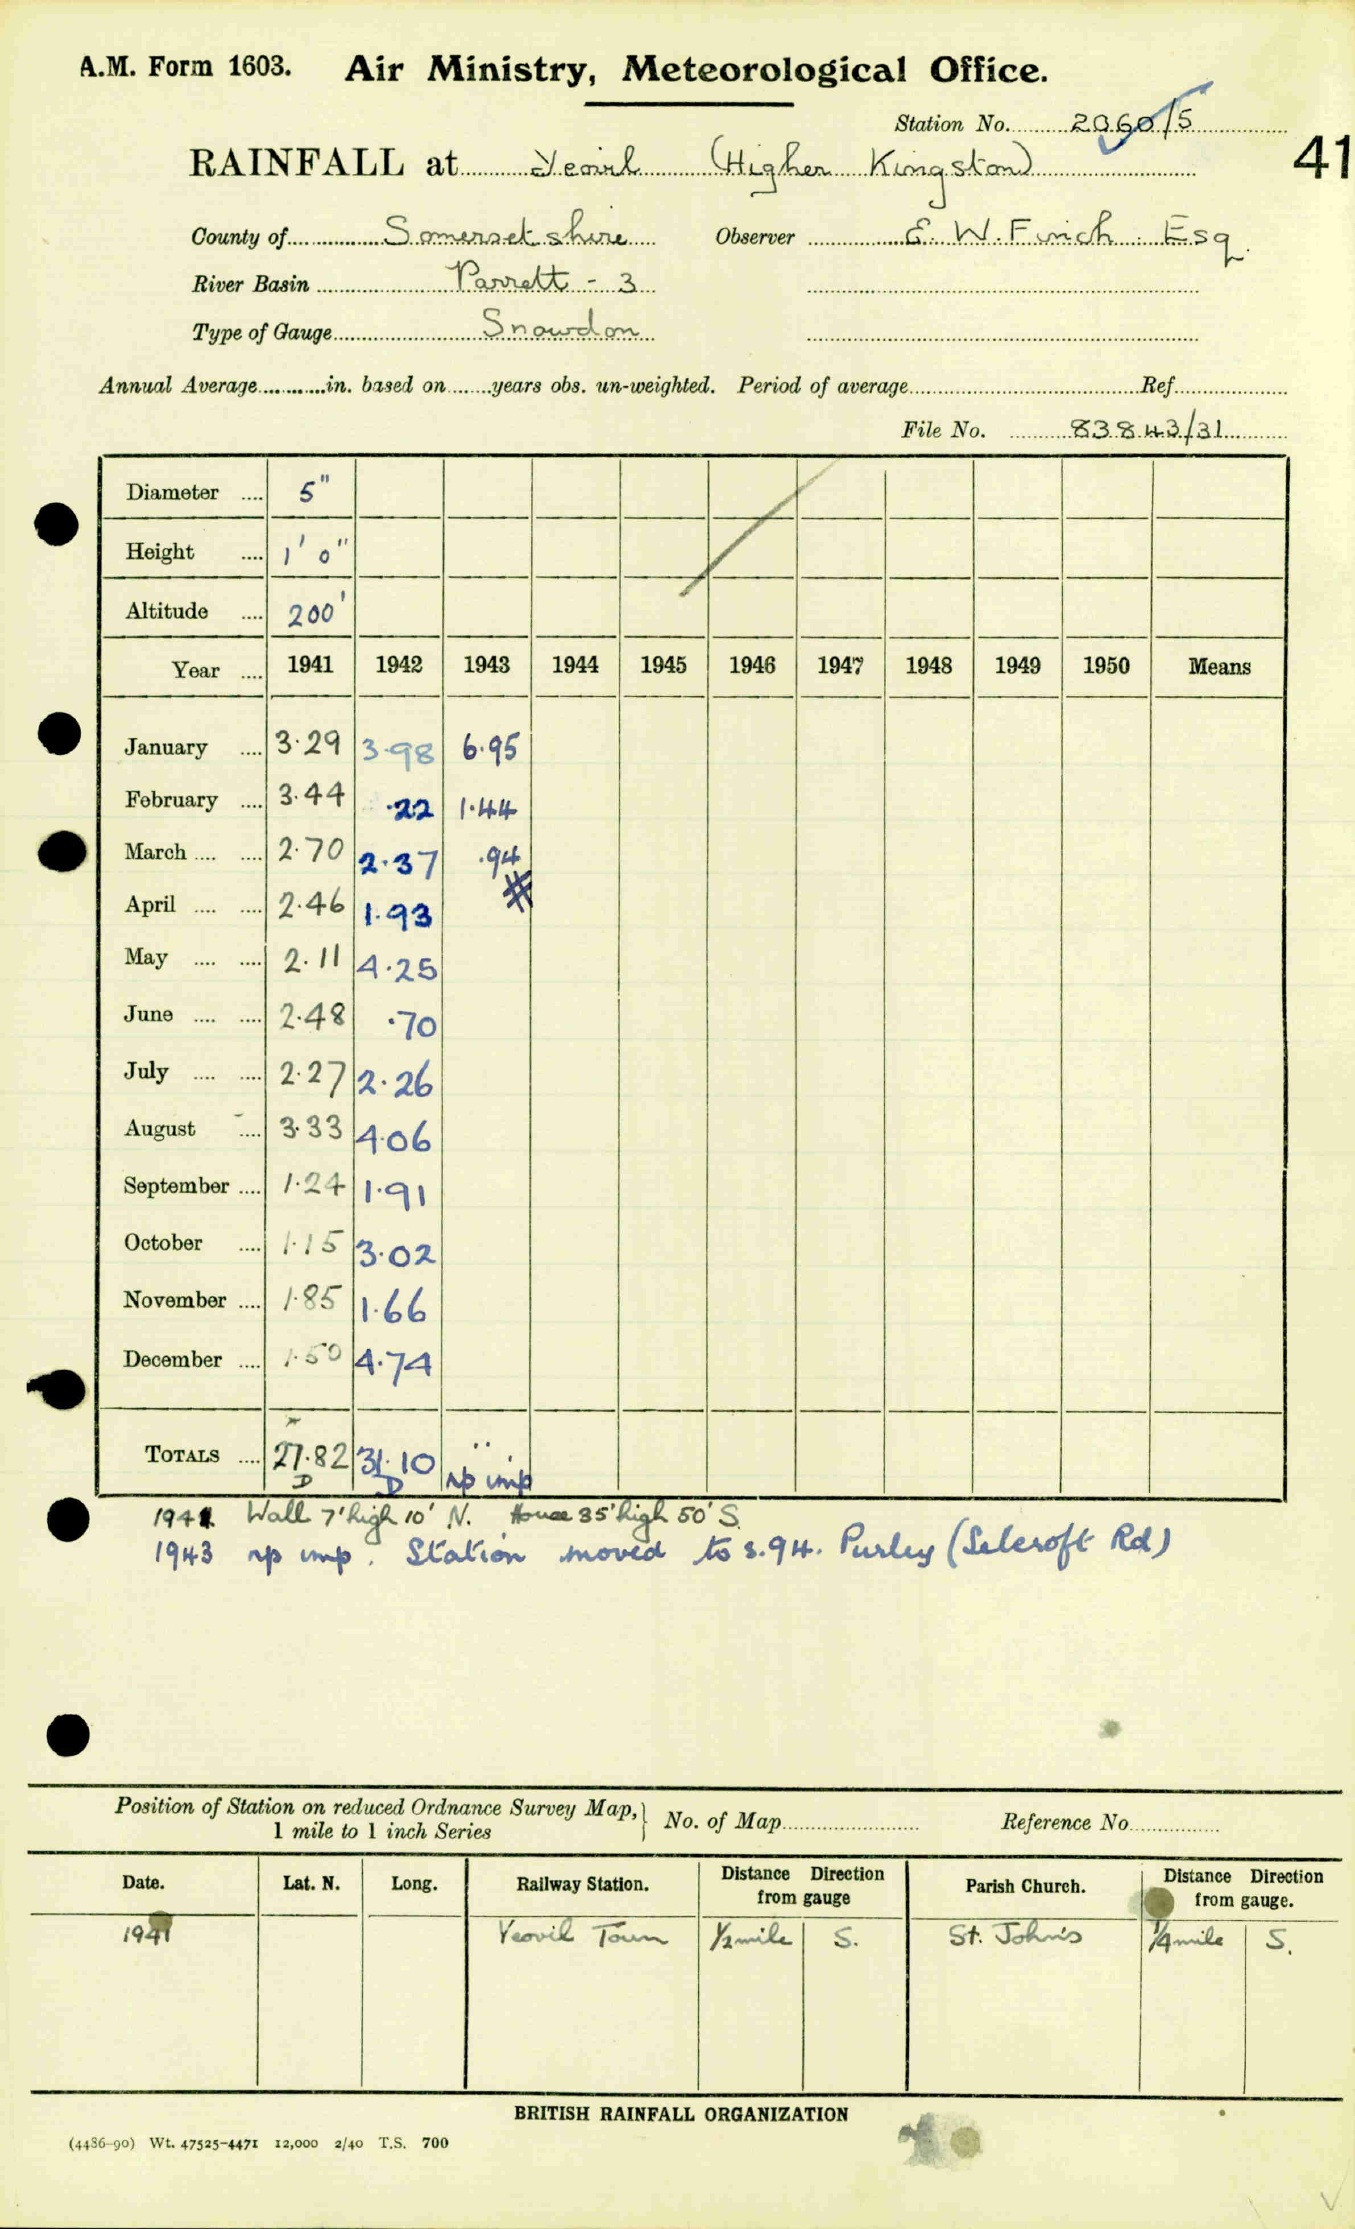 A.M. Form 1603. Air Ministry, Meteorological Office.
Station No. 2060/5
RAINFALL at Yeovil (Higher Kingston) 41
County of Somersetshire Observer E. W. Finch. Esq.
River Basin Parrett - 3
Type of Gauge Snowdon
Annual Average in. based on years obs. un-weighted. Period of average Ref.
File No. 83843/31
Diameter .... 5"
Height .... 1' 0"
Altitude .... 200'
Year .... 1941 1942 1943 1944 1945 1946 1947 1948 1949 1950 Means
January .... 3.29 3.98 6.95
February .... 3.44 .22 1.44
March .... .... 2.70 2.37 .94
April .... .... 2.46 1.93 #
May .... .... 2.11 4.25
June .... .... 2.48 .70
July .... .... 2.27 2.26
August .... 3.33 4.06
September .... 1.24 1.91
October .... 1.15 3.02
November .... 1.85 1.66
December .... 1.50 4.74
TOTALS .... 27.82 31.10 ..
D D np imp
1941 Wall 7' high 10' N. House 35' high 50' S.
1943 np imp. Station moved to s.94. Purley (Selcroft Rd)
Position of Station on reduced Ordnance Survey Map, } No. of Map Reference No.
1 mile to 1 inch Series
Date. Lat. N. Long. Railway Station. Distance Direction from gauge Parish Church. Distance Direction from gauge.
1941 Yeovil Town ½ mile S. St. John's ¼ mile S.
BRITISH RAINFALL ORGANIZATION
(4486-90) Wt. 47525-4471 12,000 2/40 T.S. 700